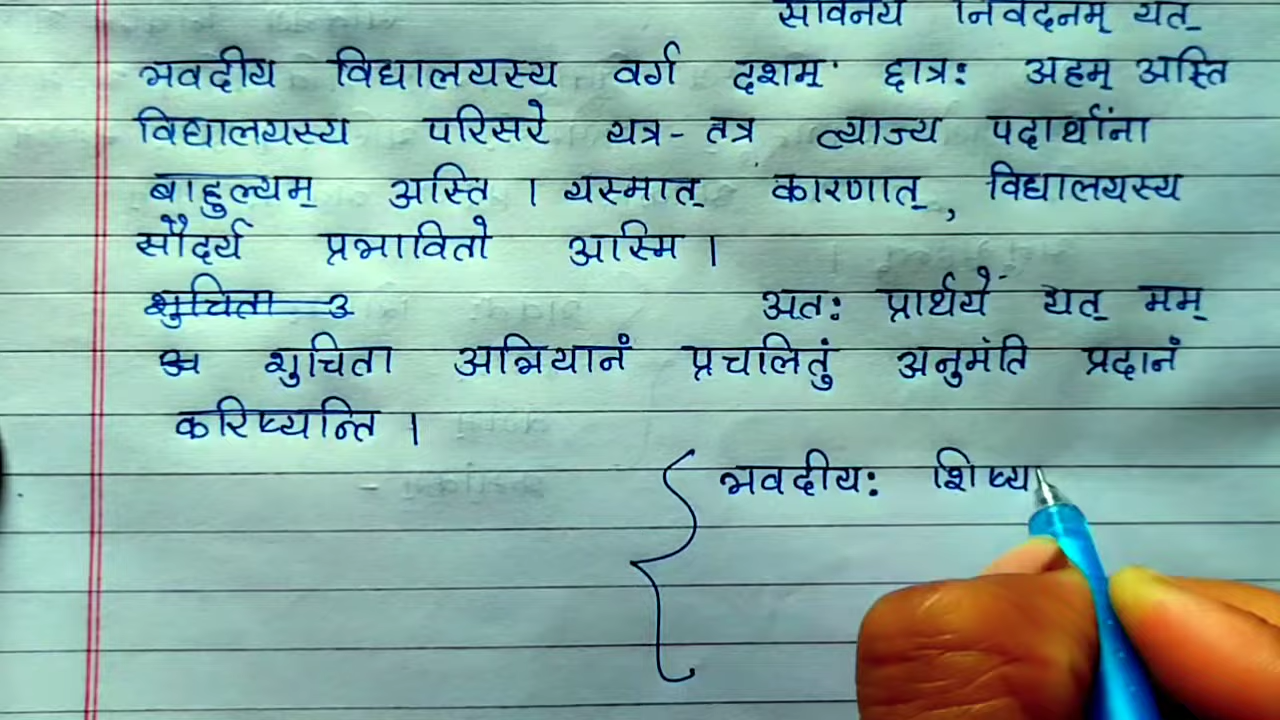 सविनय निवेदनम् यत्
भवदीय विद्यालयस्य वर्ग दशम् छात्रः अहम् अस्ति
विद्यालयस्य परिसरे यत्र-तत्र त्याज्य पदार्थांना
बाहुल्यम् अस्ति । यस्मात् कारणात्, विद्यालयस्य
सौदर्य प्रभावितो अस्मि ।
शुचिता अ अतः प्रार्थये यत् मम्
शुचिता अभियानं प्रचलितुं अनुमंति प्रदानं
करिष्यन्ति ।
भवदीयः शिष्य